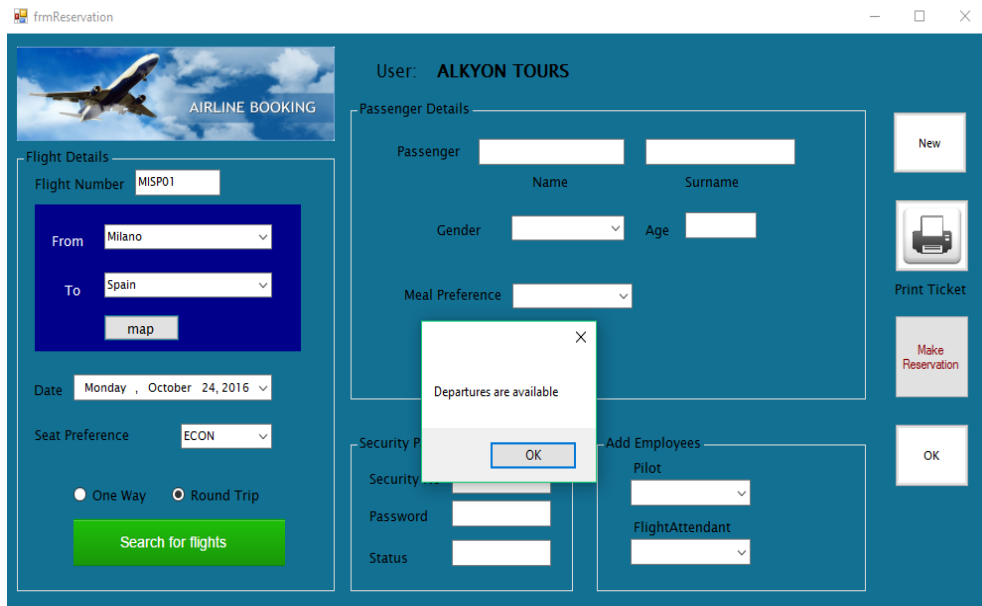 frmReservation
AIRLINE BOOKING
User: ALKYON TOURS
Flight Details
Flight Number MISP01
From Milano
To Spain
map
Date Monday , October 24, 2016
Seat Preference ECON
One Way Round Trip
Search for flights
Passenger Details
Passenger
Name Surname
Gender Age
Meal Preference
Departures are available
OK
Security P
Security
Password
Status
Add Employees
Pilot
FlightAttendant
New
Print Ticket
Make
Reservation
OK